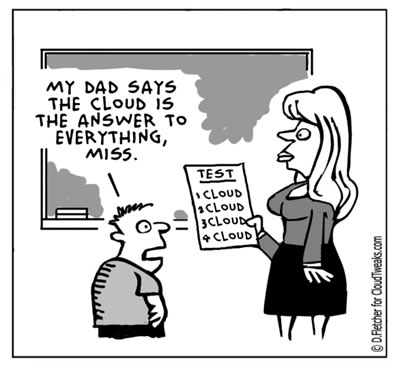 MY DAD SAYS
THE CLOUD IS
THE ANSWER TO
EVERYTHING,
MISS.
TEST
1 CLOUD
2 CLOUD
3 CLOUD
4 CLOUD
© D.Fletcher for CloudTweaks.com